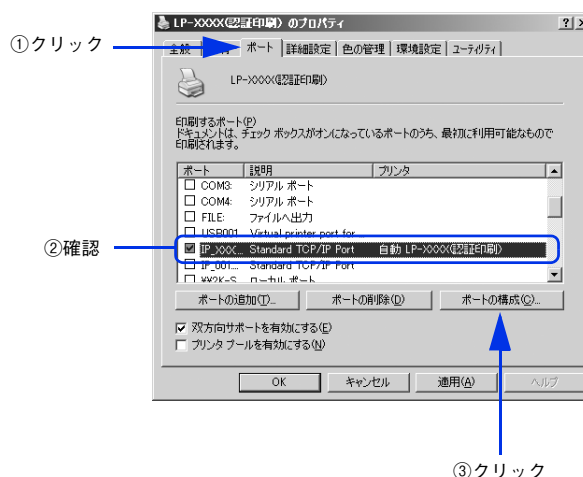 LP-XXXX(認証印刷) のプロパティ
①クリック
全般 ポート 詳細設定 色の管理 環境設定 ユーティリティ
LP-XXXX(認証印刷)
印刷するポート(P)
ドキュメントは、チェック ボックスがオンになっているポートのうち、最初に利用可能なもので
印刷されます。
ポート 説明 プリンタ
COM3: シリアル ポート
COM4: シリアル ポート
FILE: ファイルへ出力
USB001 Virtual printer port for
②確認
IP_XXX... Standard TCP/IP Port 自動 LP-XXXX(認証印刷)
IP_001... Standard TCP/IP Port
¥¥2K-S ローカル ポート
ポートの追加(T)... ポートの削除(D) ポートの構成(C)...
双方向サポートを有効にする(E)
プリンタ プールを有効にする(N)
OK キャンセル 適用(A) ヘルプ
③クリック